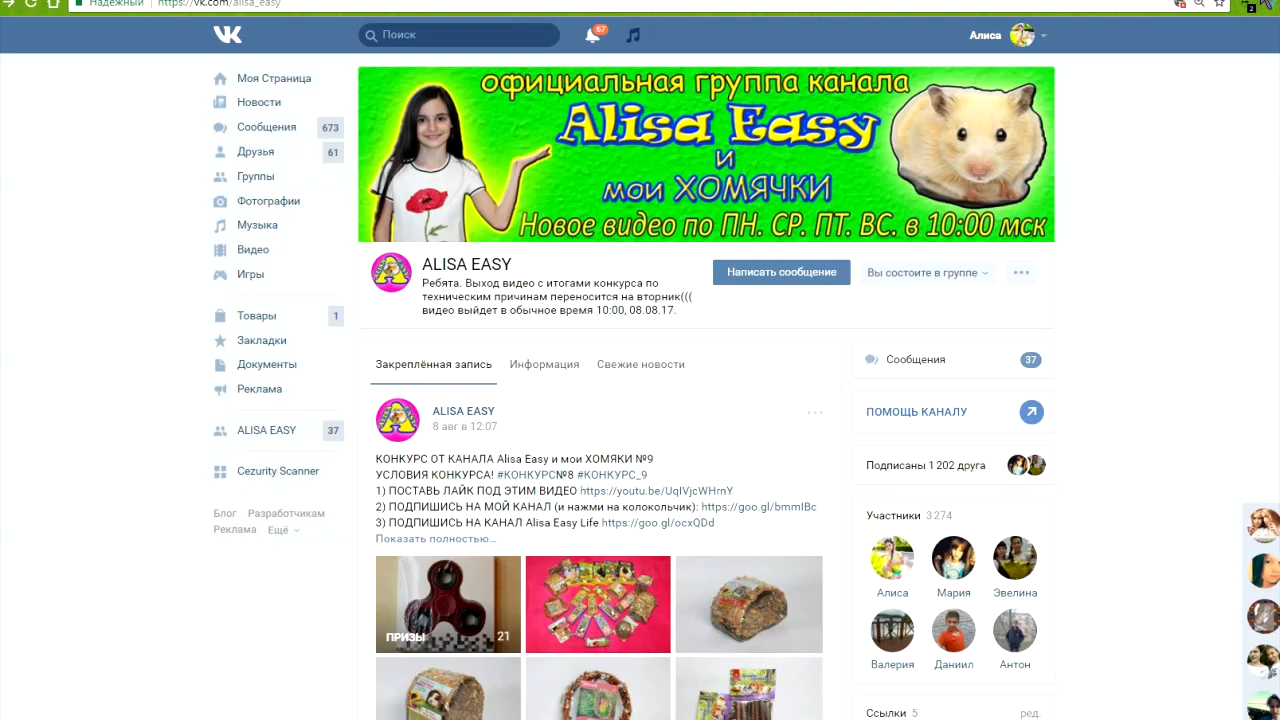 Надежный https://vk.com/alisa_easy
2
Поиск
67
Алиса
Моя Страница
Новости
Сообщения 673
Друзья 61
Группы
Фотографии
Музыка
Видео
Игры
Товары 1
Закладки
Документы
Реклама
ALISA EASY 37
Cezurity Scanner
Блог Разработчикам
Реклама Ещё
официальная группа канала
Alisa Easy
и
мои ХОМЯЧКИ
Новое видео по ПН. СР. ПТ. ВС. в 10:00 мск
ALISA EASY
Ребята. Выход видео с итогами конкурса по
техническим причинам переносится на вторник(((
видео выйдет в обычное время 10:00, 08.08.17.
Написать сообщение
Вы состоите в группе
Закреплённая запись Информация Свежие новости
ALISA EASY
8 авг в 12:07
КОНКУРС ОТ КАНАЛА Alisa Easy и мои ХОМЯКИ №9
УСЛОВИЯ КОНКУРСА! #КОНКУРС№8 #КОНКУРС_9
1) ПОСТАВЬ ЛАЙК ПОД ЭТИМ ВИДЕО https://youtu.be/UqIVjcWHrnY
2) ПОДПИШИСЬ НА МОЙ КАНАЛ (и нажми на колокольчик): https://goo.gl/bmmIBc
3) ПОДПИШИСЬ НА КАНАЛ Alisa Easy Life https://goo.gl/ocxQDd
Показать полностью…
ПРИЗЫ 21
Сообщения 37
ПОМОЩЬ КАНАЛУ
Подписаны 1 202 друга
Участники 3 274
Алиса Мария Эвелина
Валерия Даниил Антон
Ссылки 5 ред.